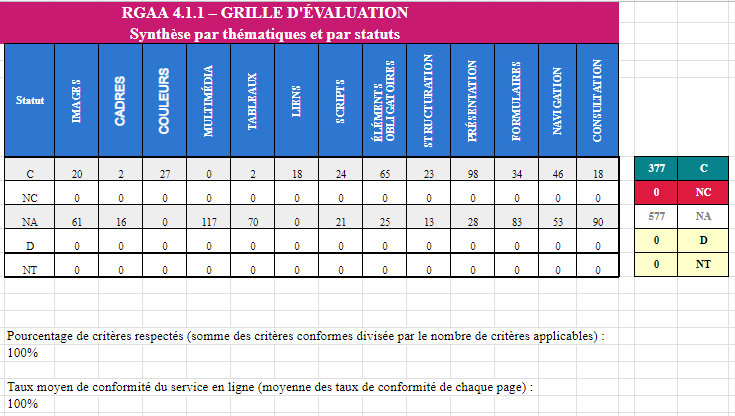 RGAA 4.1.1 – GRILLE D'ÉVALUATION
Synthèse par thématiques et par statuts
Statut IMAGES CADRES COULEURS MULTIMÉDIA TABLEAUX LIENS SCRIPTS ÉLÉMENTS OBLIGATOIRES STRUCTURATION PRÉSENTATION FORMULAIRES NAVIGATION CONSULTATION
C 20 2 27 0 2 18 24 65 23 98 34 46 18 377 C
NC 0 0 0 0 0 0 0 0 0 0 0 0 0 0 NC
NA 61 16 0 117 70 0 21 25 13 28 83 53 90 577 NA
D 0 0 0 0 0 0 0 0 0 0 0 0 0 0 D
NT 0 0 0 0 0 0 0 0 0 0 0 0 0 0 NT
Pourcentage de critères respectés (somme des critères conformes divisée par le nombre de critères applicables) :
100%
Taux moyen de conformité du service en ligne (moyenne des taux de conformité de chaque page) :
100%